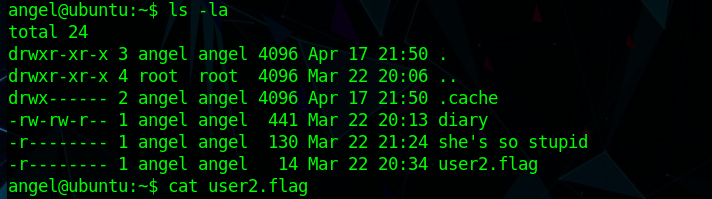 angel@ubuntu:~$ ls -la
total 24
drwxr-xr-x 3 angel angel 4096 Apr 17 21:50 .
drwxr-xr-x 4 root  root  4096 Mar 22 20:06 ..
drwx------ 2 angel angel 4096 Apr 17 21:50 .cache
-rw-rw-r-- 1 angel angel  441 Mar 22 20:13 diary
-r-------- 1 angel angel  130 Mar 22 21:24 she's so stupid
-r-------- 1 angel angel   14 Mar 22 20:34 user2.flag
angel@ubuntu:~$ cat user2.flag